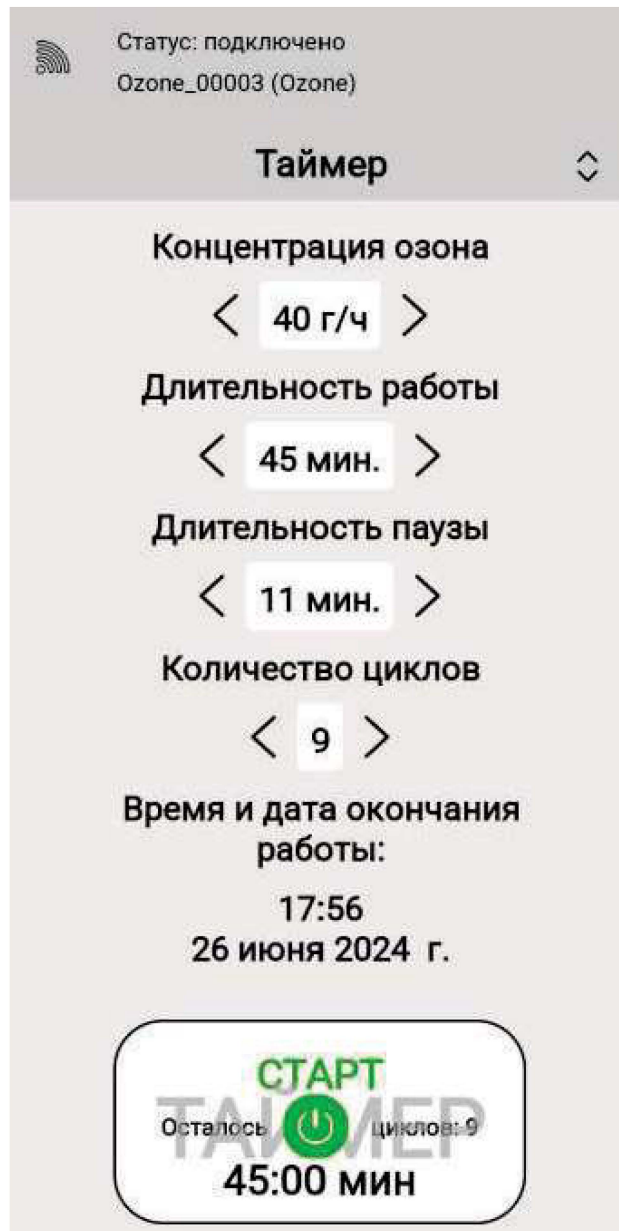 Статус: подключено
Ozone_00003 (Ozone)
Таймер
Концентрация озона
40 г/ч
Длительность работы
45 мин.
Длительность паузы
11 мин.
Количество циклов
9
Время и дата окончания
работы:
17:56
26 июня 2024 г.
СТАРТ
ТАЙМЕР
Осталось циклов: 9
45:00 мин